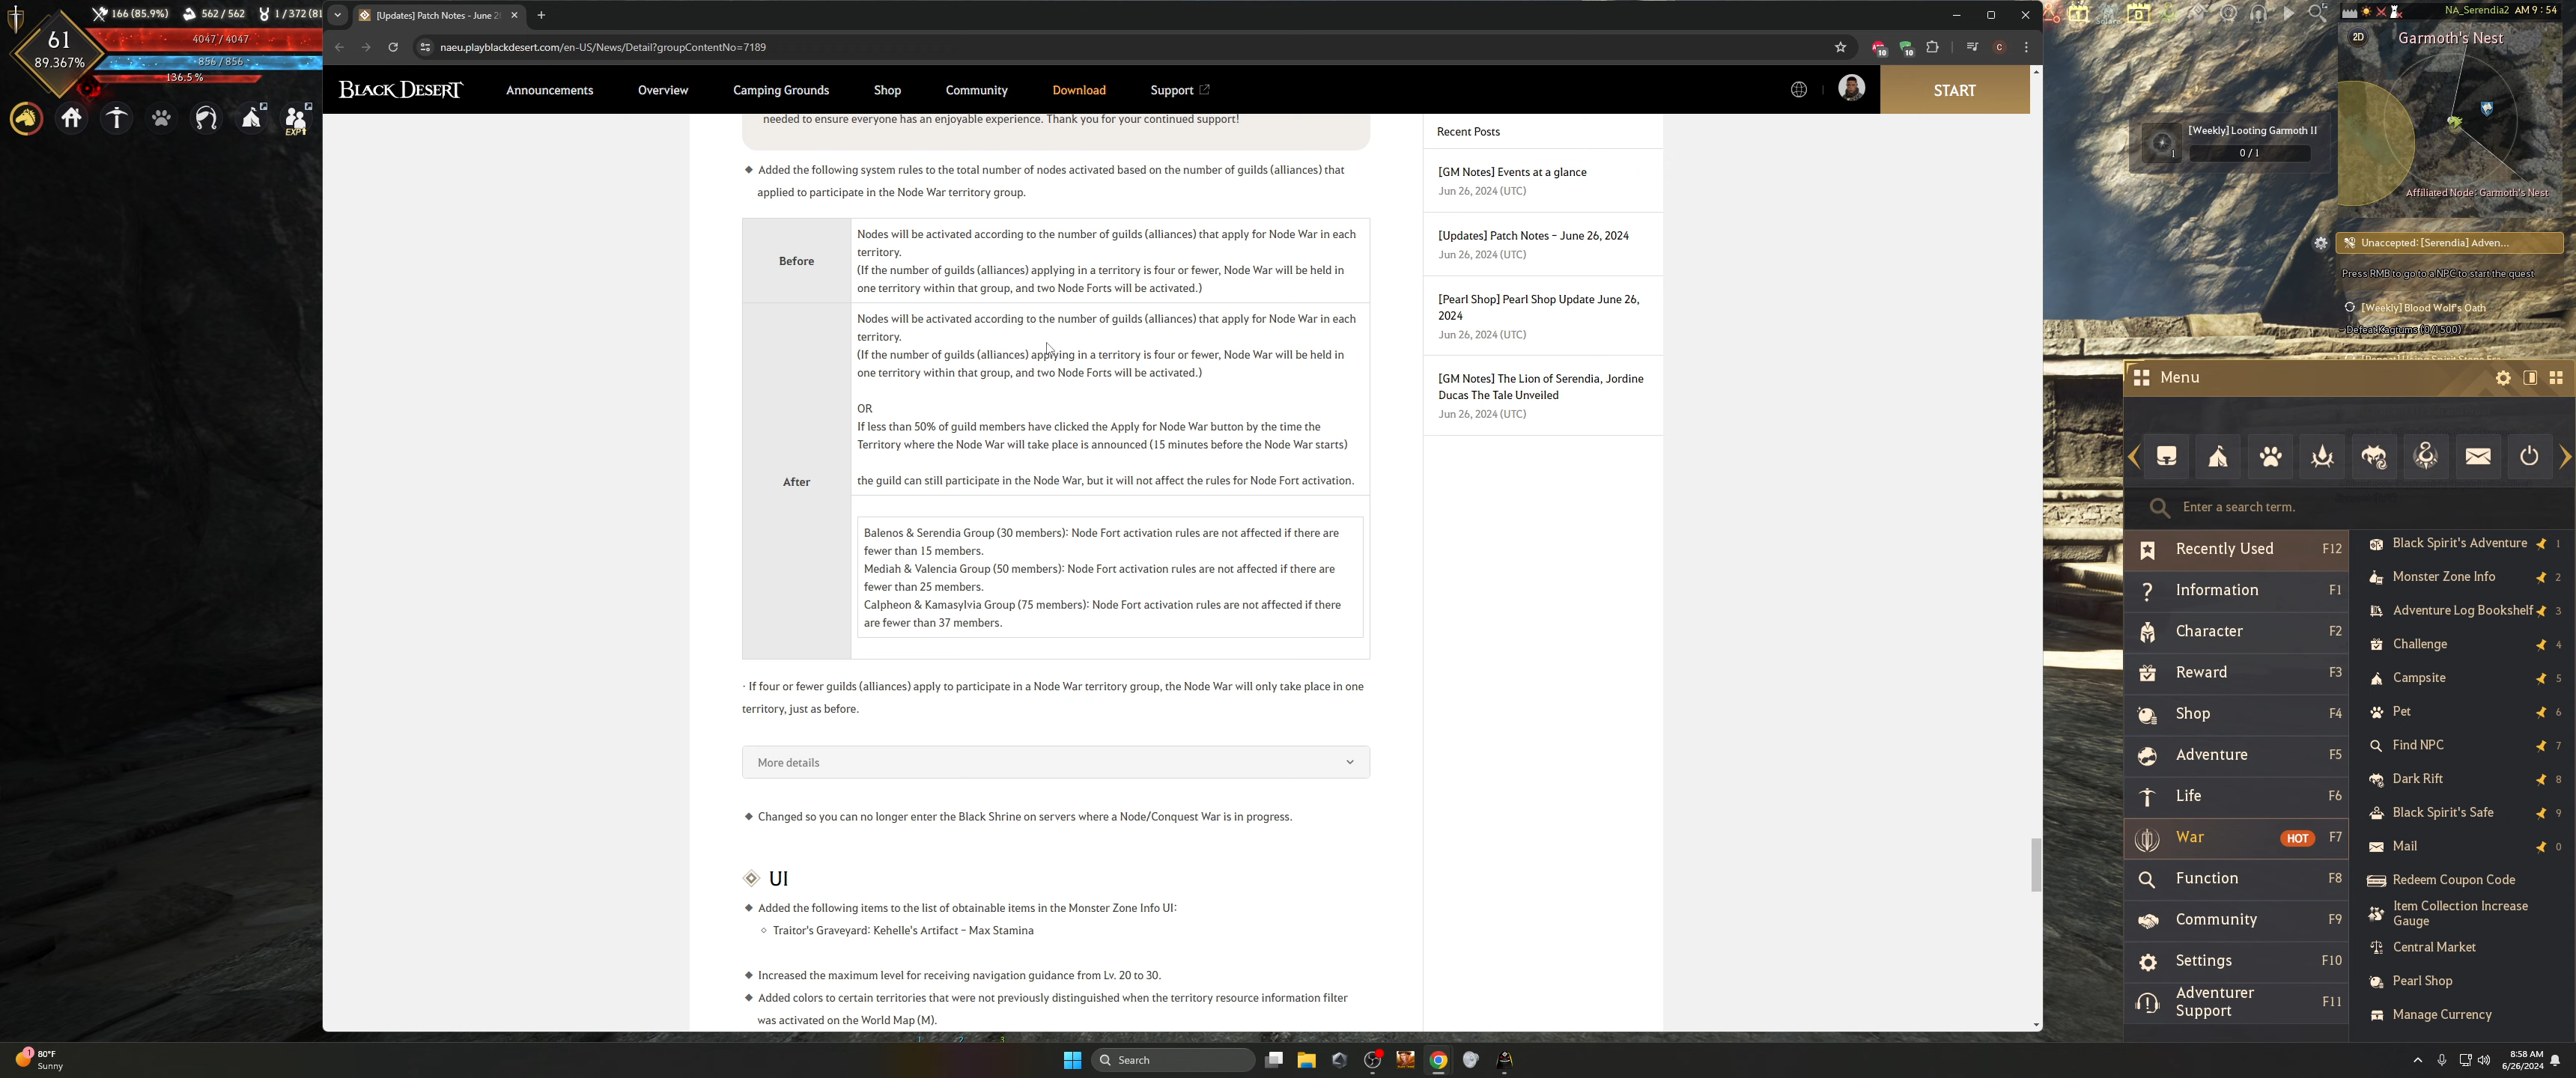 61
89.367%
166 (85.9%)
562 / 562
1 / 372 (81
4047 / 4047
856 / 856
136.5 %
EXP
[Updates] Patch Notes - June 2
naeu.playblackdesert.com/en-US/News/Detail?groupContentNo=7189
10
10
C
BLACK DESERT
Announcements
Overview
Camping Grounds
Shop
Community
Download
Support
START
needed to ensure everyone has an enjoyable experience. Thank you for your continued support!
Added the following system rules to the total number of nodes activated based on the number of guilds (alliances) that
applied to participate in the Node War territory group.
Before
Nodes will be activated according to the number of guilds (alliances) that apply for Node War in each
territory.
(If the number of guilds (alliances) applying in a territory is four or fewer, Node War will be held in
one territory within that group, and two Node Forts will be activated.)
After
Nodes will be activated according to the number of guilds (alliances) that apply for Node War in each
territory.
(If the number of guilds (alliances) applying in a territory is four or fewer, Node War will be held in
one territory within that group, and two Node Forts will be activated.)
OR
If less than 50% of guild members have clicked the Apply for Node War button by the time the
Territory where the Node War will take place is announced (15 minutes before the Node War starts)
the guild can still participate in the Node War, but it will not affect the rules for Node Fort activation.
Balenos & Serendia Group (30 members): Node Fort activation rules are not affected if there are
fewer than 15 members.
Mediah & Valencia Group (50 members): Node Fort activation rules are not affected if there are
fewer than 25 members.
Calpheon & Kamasylvia Group (75 members): Node Fort activation rules are not affected if there
are fewer than 37 members.
· If four or fewer guilds (alliances) apply to participate in a Node War territory group, the Node War will only take place in one
territory, just as before.
More details
Changed so you can no longer enter the Black Shrine on servers where a Node/Conquest War is in progress.
UI
Added the following items to the list of obtainable items in the Monster Zone Info UI:
Traitor's Graveyard: Kehelle's Artifact - Max Stamina
Increased the maximum level for receiving navigation guidance from Lv. 20 to 30.
Added colors to certain territories that were not previously distinguished when the territory resource information filter
was activated on the World Map (M).
Recent Posts
[GM Notes] Events at a glance
Jun 26, 2024 (UTC)
[Updates] Patch Notes - June 26, 2024
Jun 26, 2024 (UTC)
[Pearl Shop] Pearl Shop Update June 26,
2024
Jun 26, 2024 (UTC)
[GM Notes] The Lion of Serendia, Jordine
Ducas The Tale Unveiled
Jun 26, 2024 (UTC)
NA_Serendia2 AM 9 : 54
2D
Garmoth's Nest
[Weekly] Looting Garmoth II
0 / 1
1
Affiliated Node: Garmoth's Nest
Unaccepted: [Serendia] Adven...
Press RMB to go to a NPC to start the quest
[Weekly] Blood Wolf's Oath
- Defeat Kagtums (0/1500)
Menu
Enter a search term.
Recently Used F12
Information F1
Character F2
Reward F3
Shop F4
Adventure F5
Life F6
War HOT F7
Function F8
Community F9
Settings F10
Adventurer
Support F11
Black Spirit's Adventure 1
Monster Zone Info 2
Adventure Log Bookshelf 3
Challenge 4
Campsite 5
Pet 6
Find NPC 7
Dark Rift 8
Black Spirit's Safe 9
Mail 0
Redeem Coupon Code
Item Collection Increase
Gauge
Central Market
Pearl Shop
Manage Currency
1
80°F
Sunny
Search
8:58 AM
6/26/2024